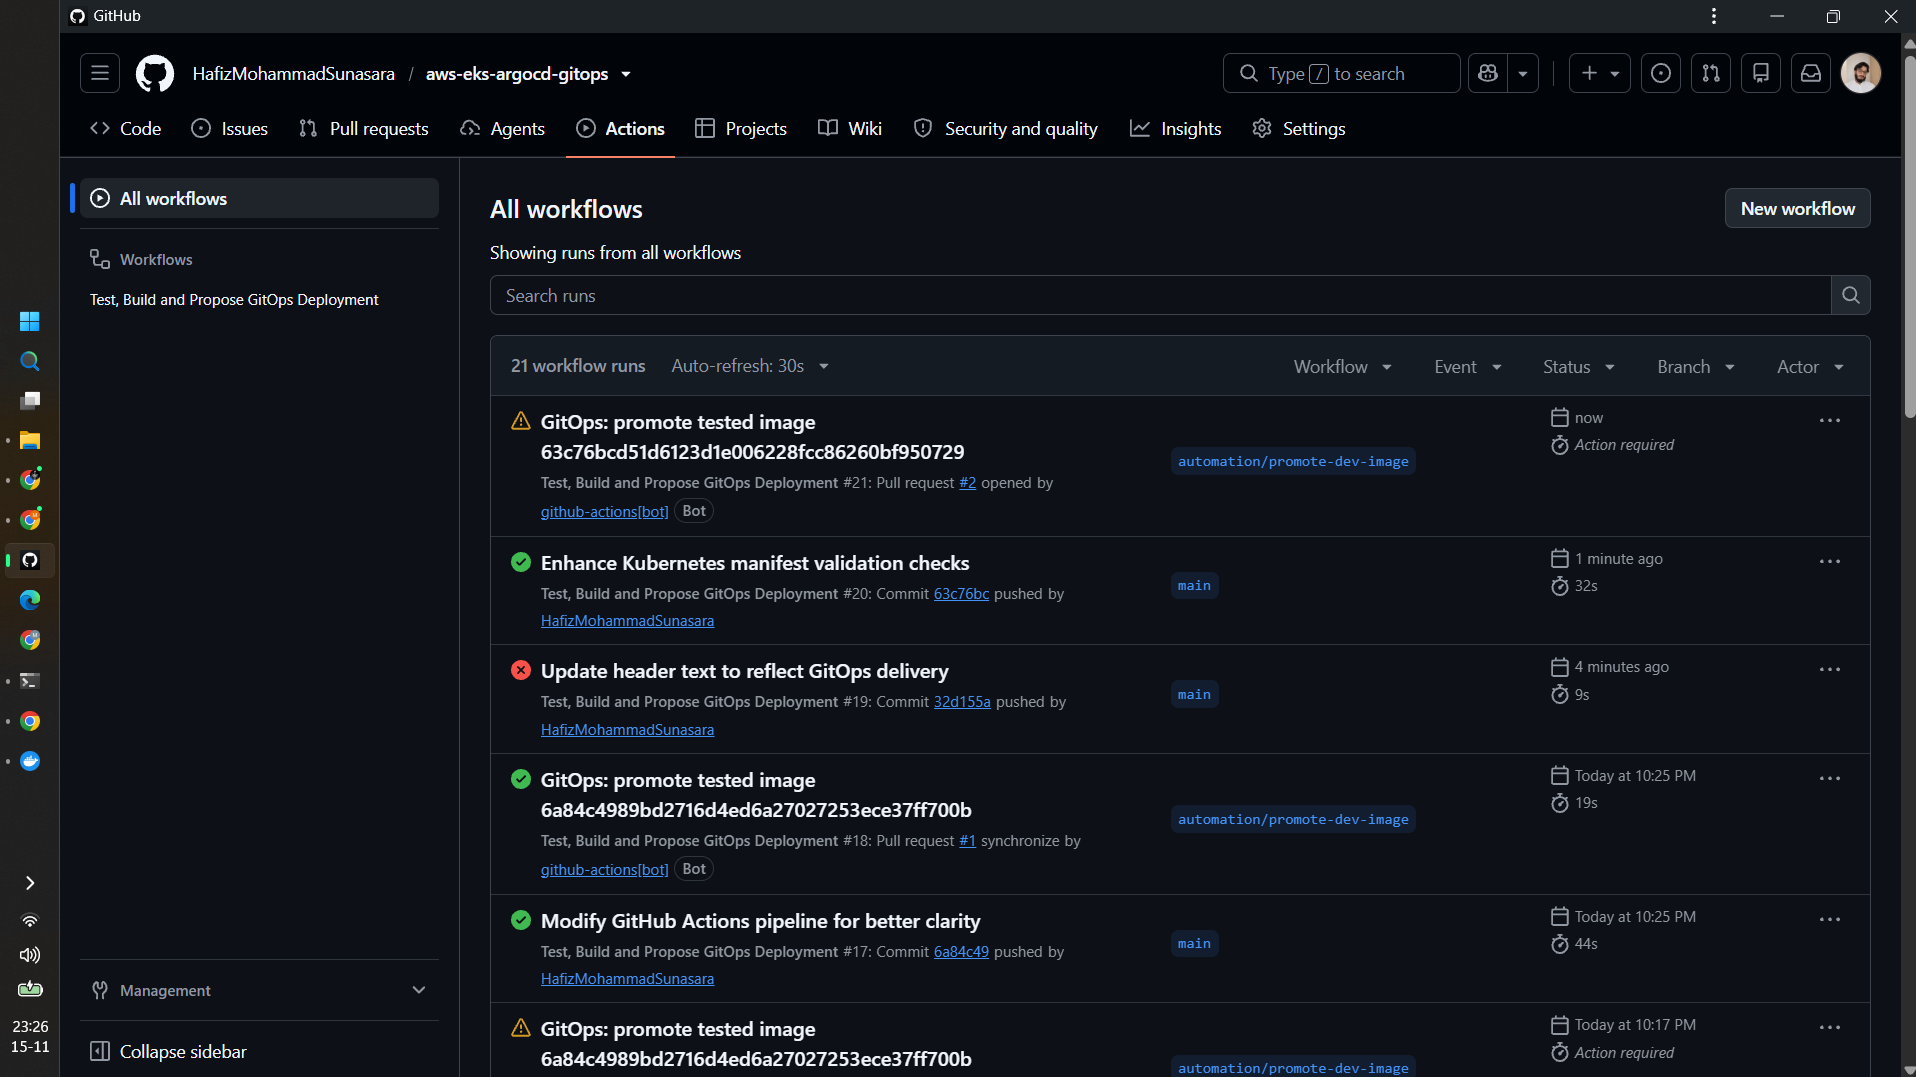 GitHub
HafizMohammadSunasara / aws-eks-argocd-gitops
Type / to search
Code
Issues
Pull requests
Agents
Actions
Projects
Wiki
Security and quality
Insights
Settings
All workflows
Workflows
Test, Build and Propose GitOps Deployment
Management
Collapse sidebar
All workflows
New workflow
Showing runs from all workflows
Search runs
21 workflow runs
Auto-refresh: 30s
Workflow
Event
Status
Branch
Actor
GitOps: promote tested image
63c76bcd51d6123d1e006228fcc86260bf950729
Test, Build and Propose GitOps Deployment #21: Pull request #2 opened by
github-actions[bot] Bot
automation/promote-dev-image
now
Action required
Enhance Kubernetes manifest validation checks
Test, Build and Propose GitOps Deployment #20: Commit 63c76bc pushed by
HafizMohammadSunasara
main
1 minute ago
32s
Update header text to reflect GitOps delivery
Test, Build and Propose GitOps Deployment #19: Commit 32d155a pushed by
HafizMohammadSunasara
main
4 minutes ago
9s
GitOps: promote tested image
6a84c4989bd2716d4ed6a27027253ece37ff700b
Test, Build and Propose GitOps Deployment #18: Pull request #1 synchronize by
github-actions[bot] Bot
automation/promote-dev-image
Today at 10:25 PM
19s
Modify GitHub Actions pipeline for better clarity
Test, Build and Propose GitOps Deployment #17: Commit 6a84c49 pushed by
HafizMohammadSunasara
main
Today at 10:25 PM
44s
GitOps: promote tested image
6a84c4989bd2716d4ed6a27027253ece37ff700b
automation/promote-dev-image
Today at 10:17 PM
Action required
23:26
15-11